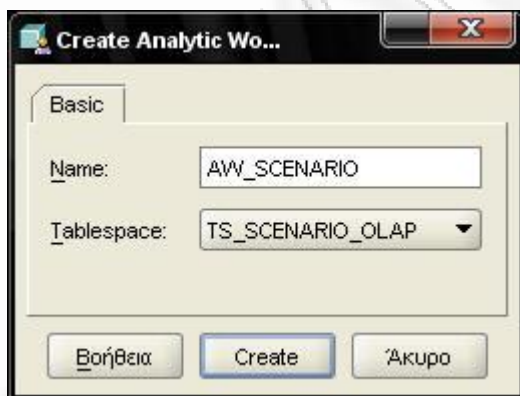 Create Analytic Wo...
Basic
Name: AW_SCENARIO
Tablespace: TS_SCENARIO_OLAP
Βοήθεια Create Άκυρο